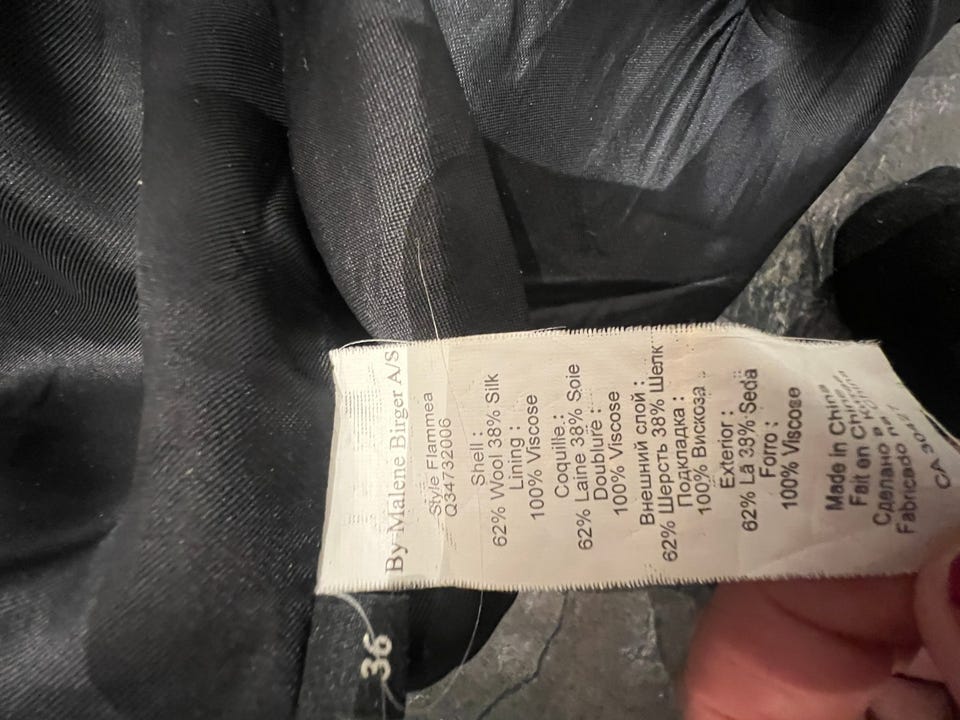 By Malene Birger A/S
Style Flammea
Q34732006
Shell :
62% Wool 38% Silk
Lining :
100% Viscose
Coquille :
62% Laine 38% Soie
Doublure :
100% Viscose
Внешний слой :
62% Шерсть 38% Шелк
Подкладка :
100% Вискоза
Exterior :
62% La 38% Seda
Forro :
100% Viscose
Made in China
Fait en Chine
Сделано в
Fabricado
36